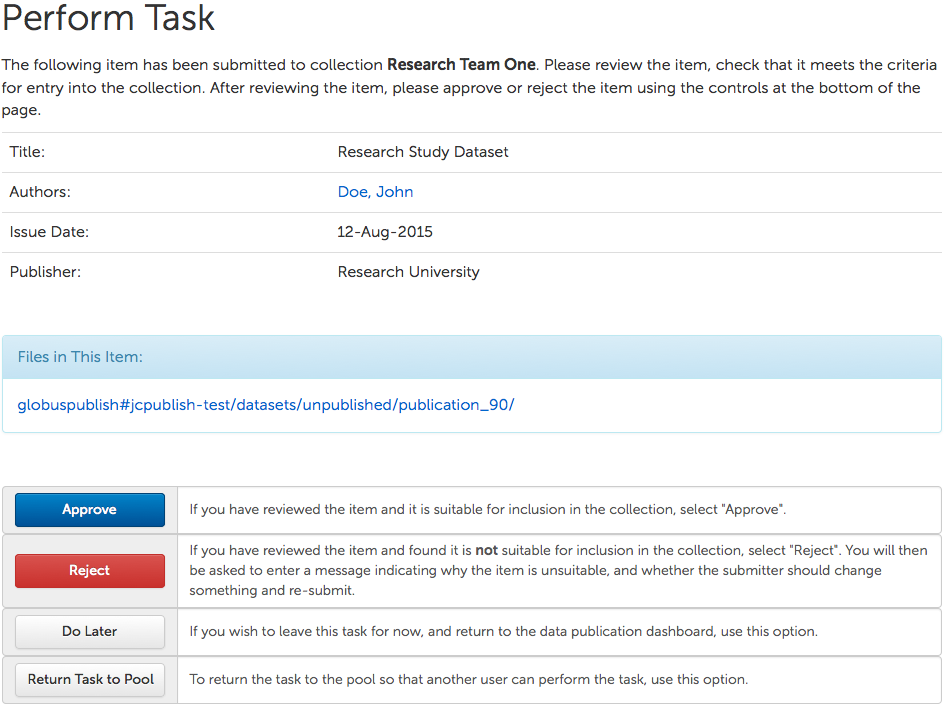 Perform Task
The following item has been submitted to collection Research Team One. Please review the item, check that it meets the criteria
for entry into the collection. After reviewing the item, please approve or reject the item using the controls at the bottom of the
page.
Title: Research Study Dataset
Authors: Doe, John
Issue Date: 12-Aug-2015
Publisher: Research University
Files in This Item:
globuspublish#jcpublish-test/datasets/unpublished/publication_90/
Approve If you have reviewed the item and it is suitable for inclusion in the collection, select "Approve".
If you have reviewed the item and found it is not suitable for inclusion in the collection, select "Reject". You will then
Reject be asked to enter a message indicating why the item is unsuitable, and whether the submitter should change
something and re-submit.
Do Later If you wish to leave this task for now, and return to the data publication dashboard, use this option.
Return Task to Pool To return the task to the pool so that another user can perform the task, use this option.